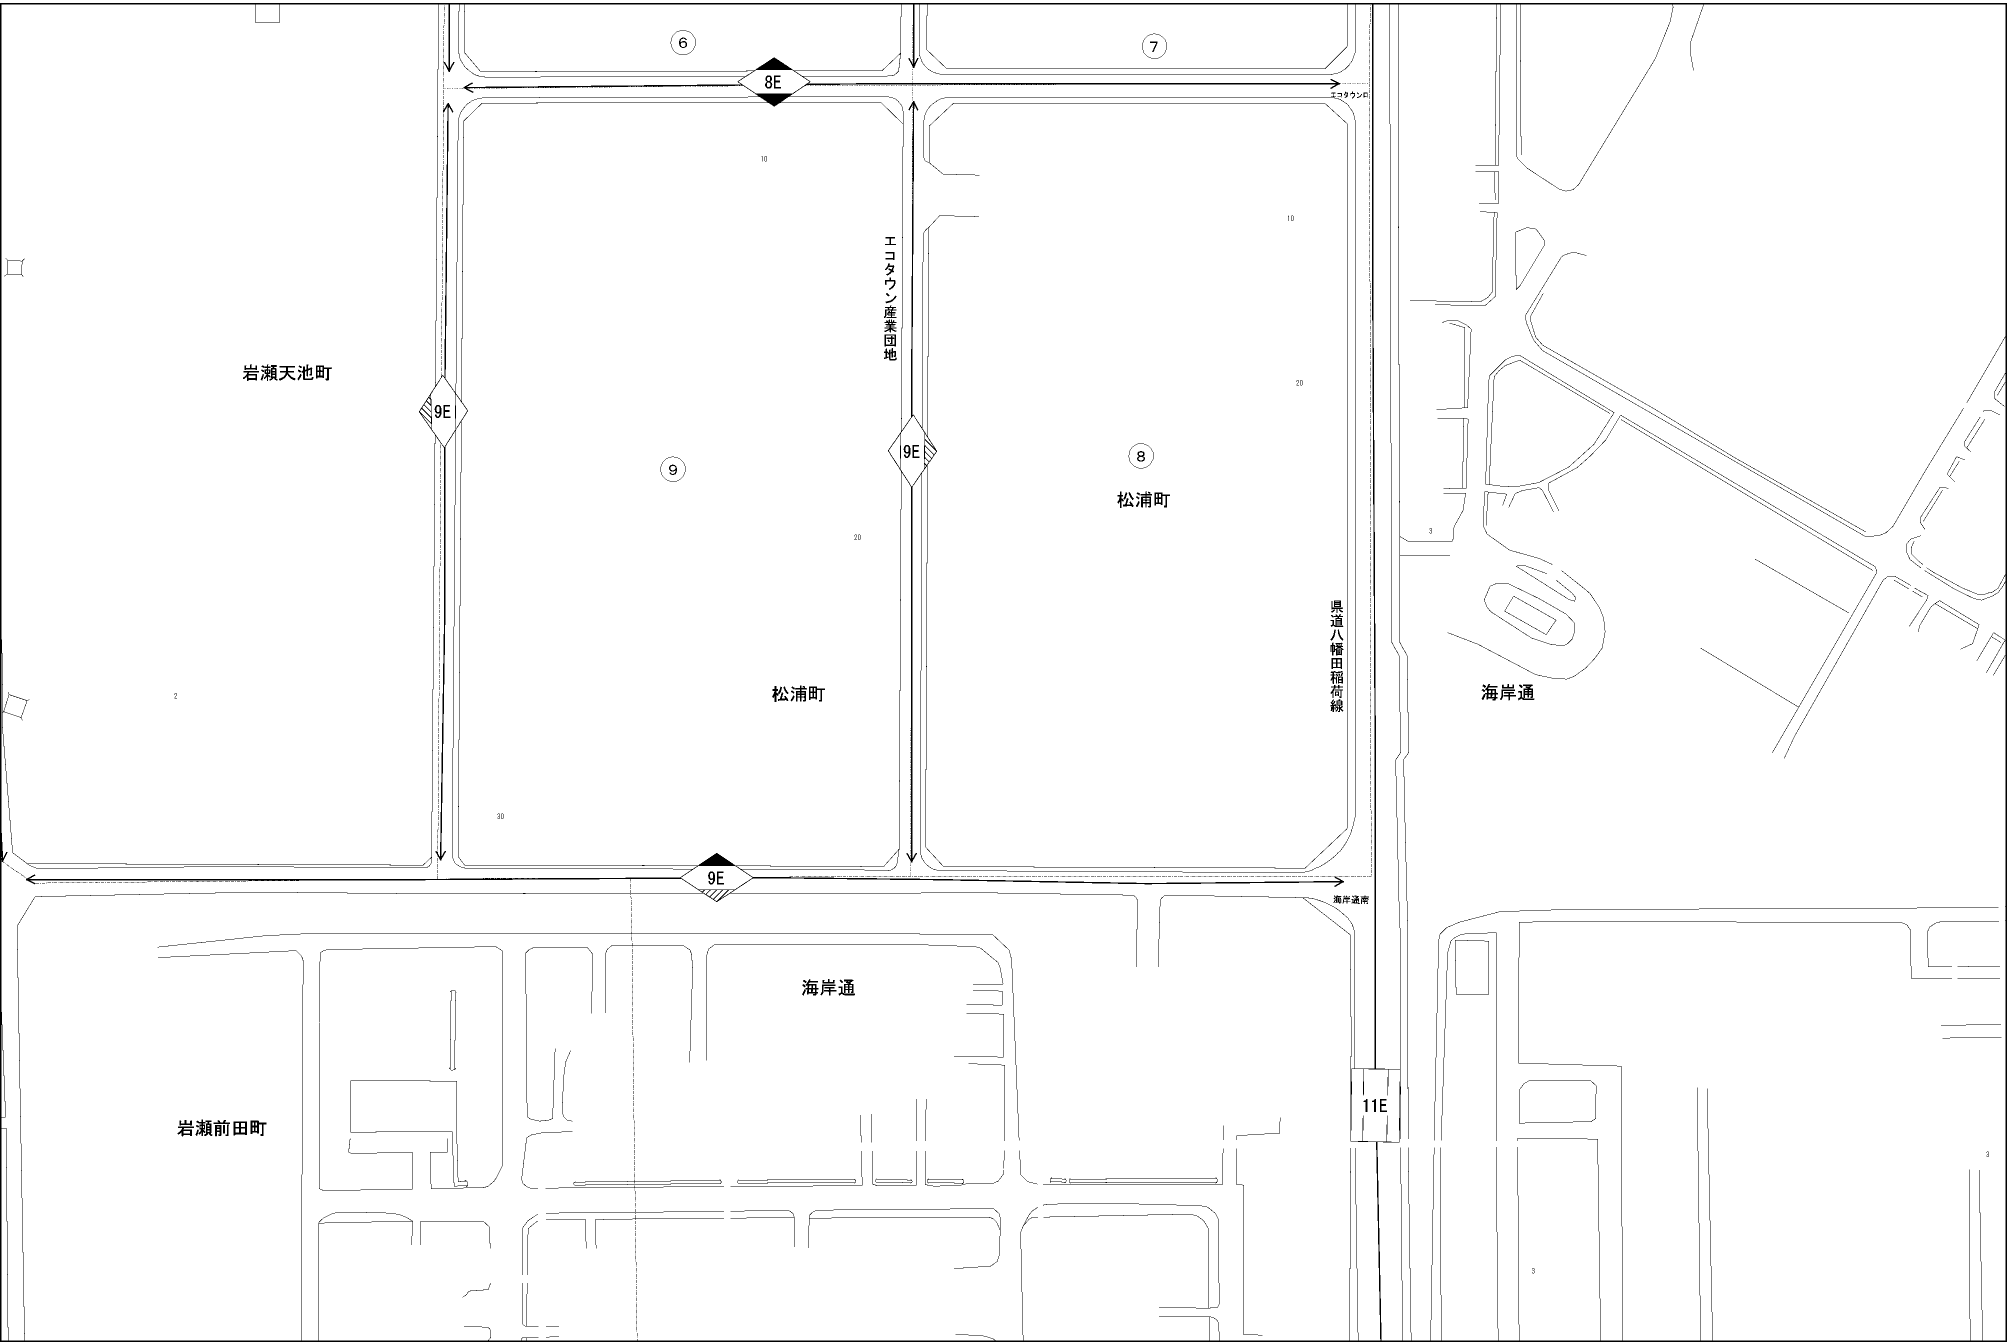 ⑥
⑦
8E
エコタウン口
10
10
エコタウン産業団地
岩瀬天池町
20
9E
9E
⑧
⑨
松浦町
3
20
県道八幡田稲荷線
海岸通
松浦町
2
30
9E
海岸通南
海岸通
11E
岩瀬前田町
3
3